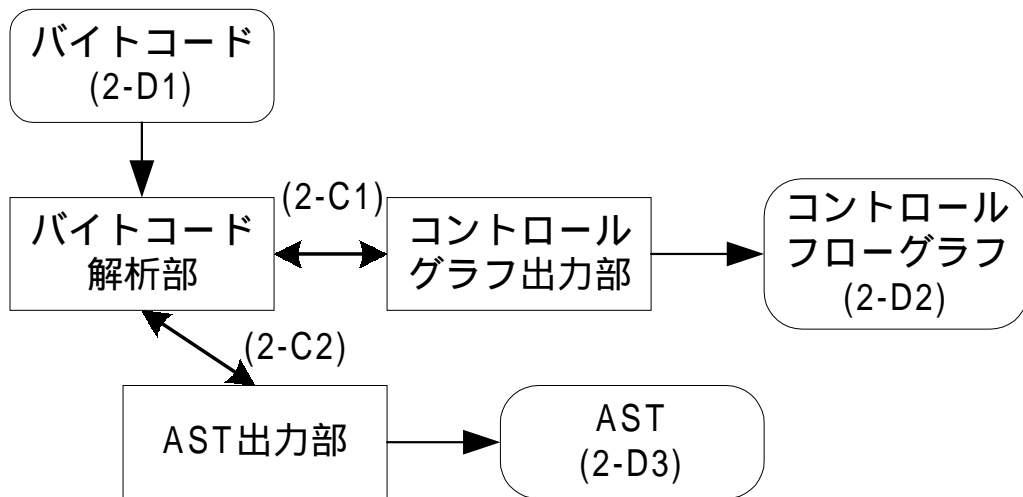 バイトコード
(2-D1)
バイトコード
解析部
(2-C1)
コントロール
グラフ出力部
コントロール
フローグラフ
(2-D2)
(2-C2)
AST出力部
AST
(2-D3)